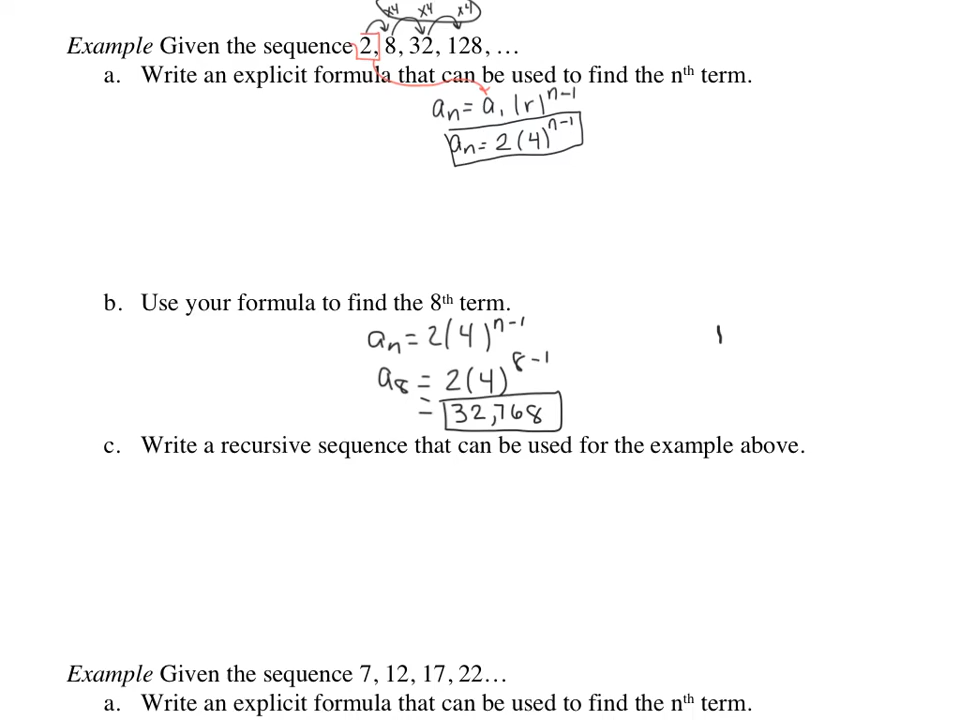 x4 x4 x4
Example Given the sequence 2, 8, 32, 128, …
a. Write an explicit formula that can be used to find the nth term.
an = a1 (r)^n-1
an = 2(4)^n-1
b. Use your formula to find the 8th term.
an = 2(4)^n-1
a8 = 2(4)^8-1
= 32,768
c. Write a recursive sequence that can be used for the example above.
Example Given the sequence 7, 12, 17, 22…
a. Write an explicit formula that can be used to find the nth term.